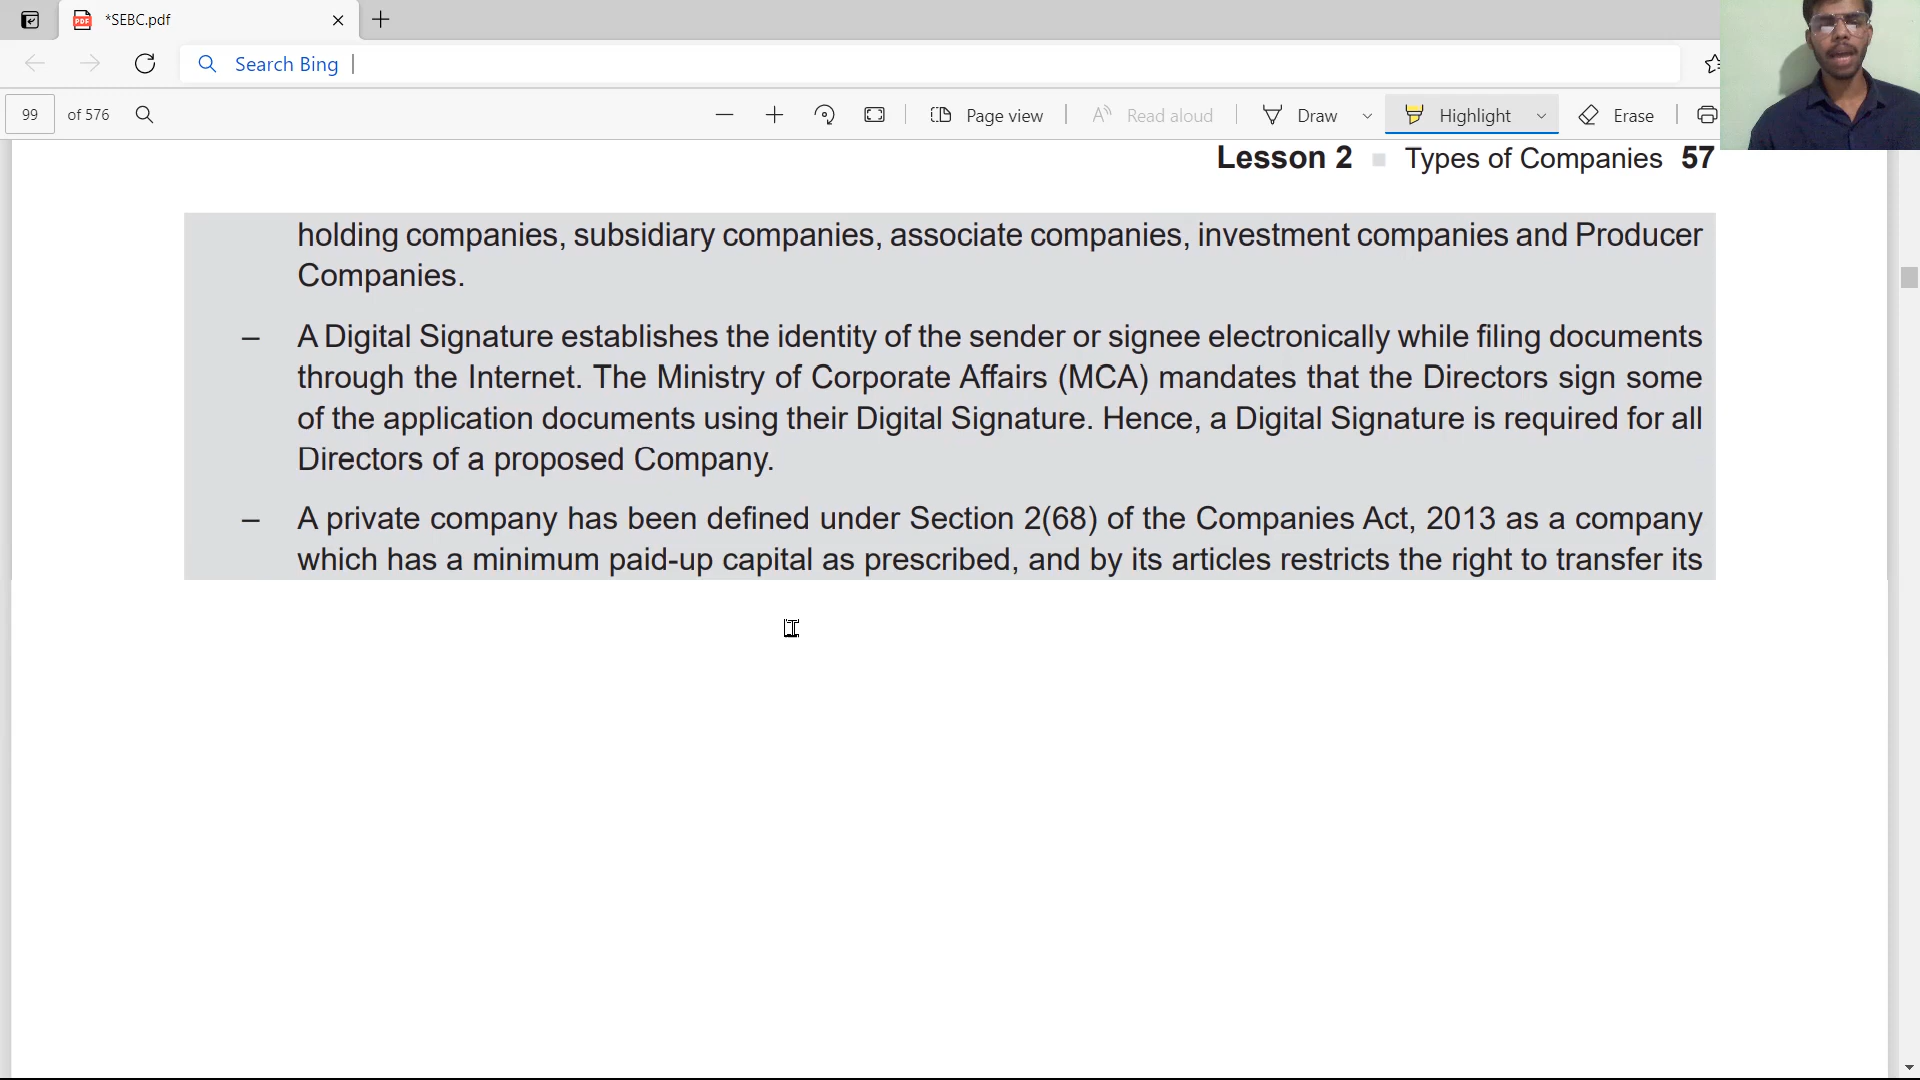 *SEBC.pdf
Search Bing
99 of 576 Page view Read aloud Draw Highlight Erase
Lesson 2 Types of Companies 57
holding companies, subsidiary companies, associate companies, investment companies and Producer
Companies.
– A Digital Signature establishes the identity of the sender or signee electronically while filing documents
through the Internet. The Ministry of Corporate Affairs (MCA) mandates that the Directors sign some
of the application documents using their Digital Signature. Hence, a Digital Signature is required for all
Directors of a proposed Company.
– A private company has been defined under Section 2(68) of the Companies Act, 2013 as a company
which has a minimum paid-up capital as prescribed, and by its articles restricts the right to transfer its